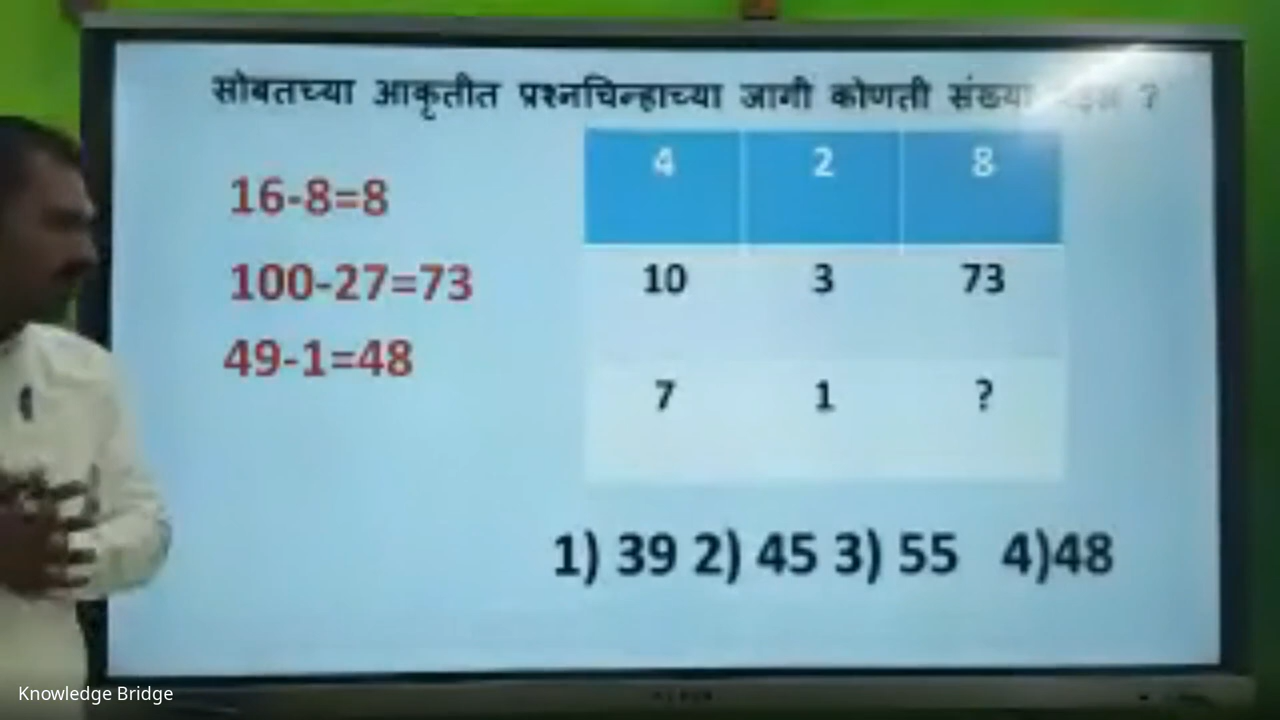 सोबतच्या आकृतीत प्रश्नचिन्हाच्या जागी कोणती संख्या ?
4 2 8
16-8=8
10 3 73
100-27=73
49-1=48
7 1 ?
1) 39 2) 45 3) 55 4)48
Knowledge Bridge